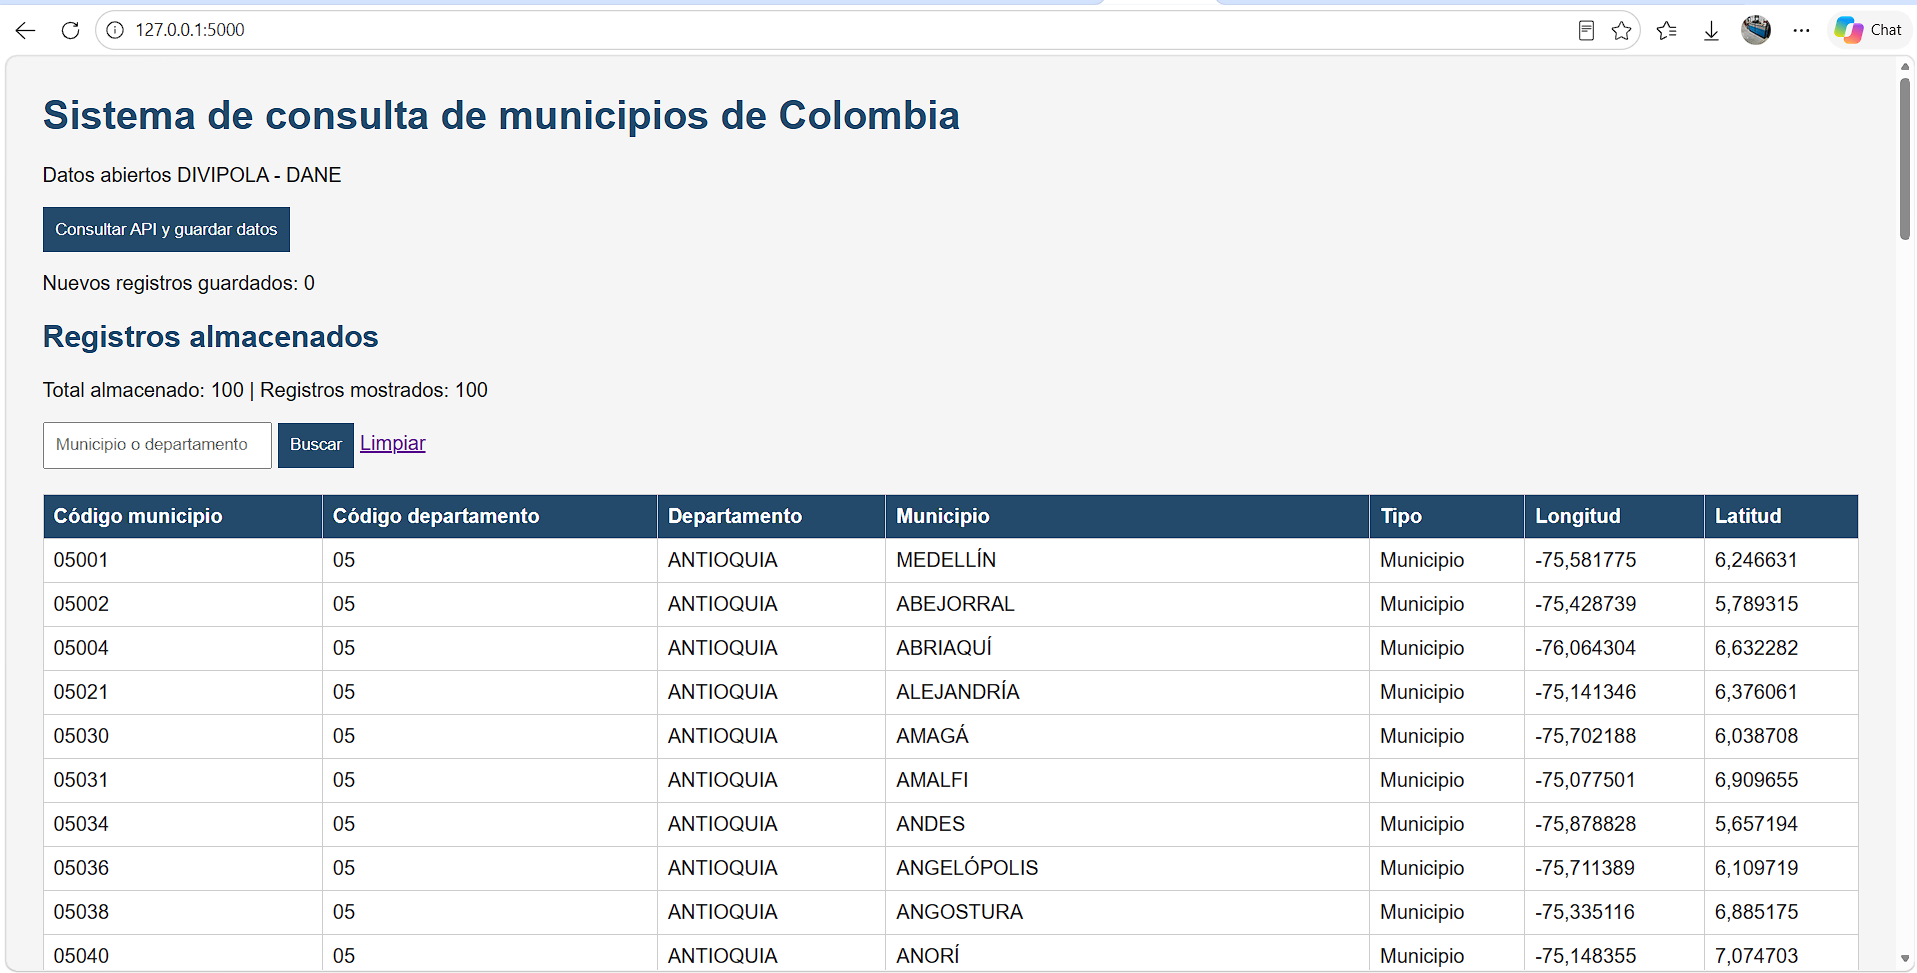 127.0.0.1:5000
Chat
Sistema de consulta de municipios de Colombia
Datos abiertos DIVIPOLA - DANE
Consultar API y guardar datos
Nuevos registros guardados: 0
Registros almacenados
Total almacenado: 100 | Registros mostrados: 100
Municipio o departamento Buscar Limpiar
Código municipio Código departamento Departamento Municipio Tipo Longitud Latitud
05001 05 ANTIOQUIA MEDELLÍN Municipio -75,581775 6,246631
05002 05 ANTIOQUIA ABEJORRAL Municipio -75,428739 5,789315
05004 05 ANTIOQUIA ABRIAQUÍ Municipio -76,064304 6,632282
05021 05 ANTIOQUIA ALEJANDRÍA Municipio -75,141346 6,376061
05030 05 ANTIOQUIA AMAGÁ Municipio -75,702188 6,038708
05031 05 ANTIOQUIA AMALFI Municipio -75,077501 6,909655
05034 05 ANTIOQUIA ANDES Municipio -75,878828 5,657194
05036 05 ANTIOQUIA ANGELÓPOLIS Municipio -75,711389 6,109719
05038 05 ANTIOQUIA ANGOSTURA Municipio -75,335116 6,885175
05040 05 ANTIOQUIA ANORÍ Municipio -75,148355 7,074703